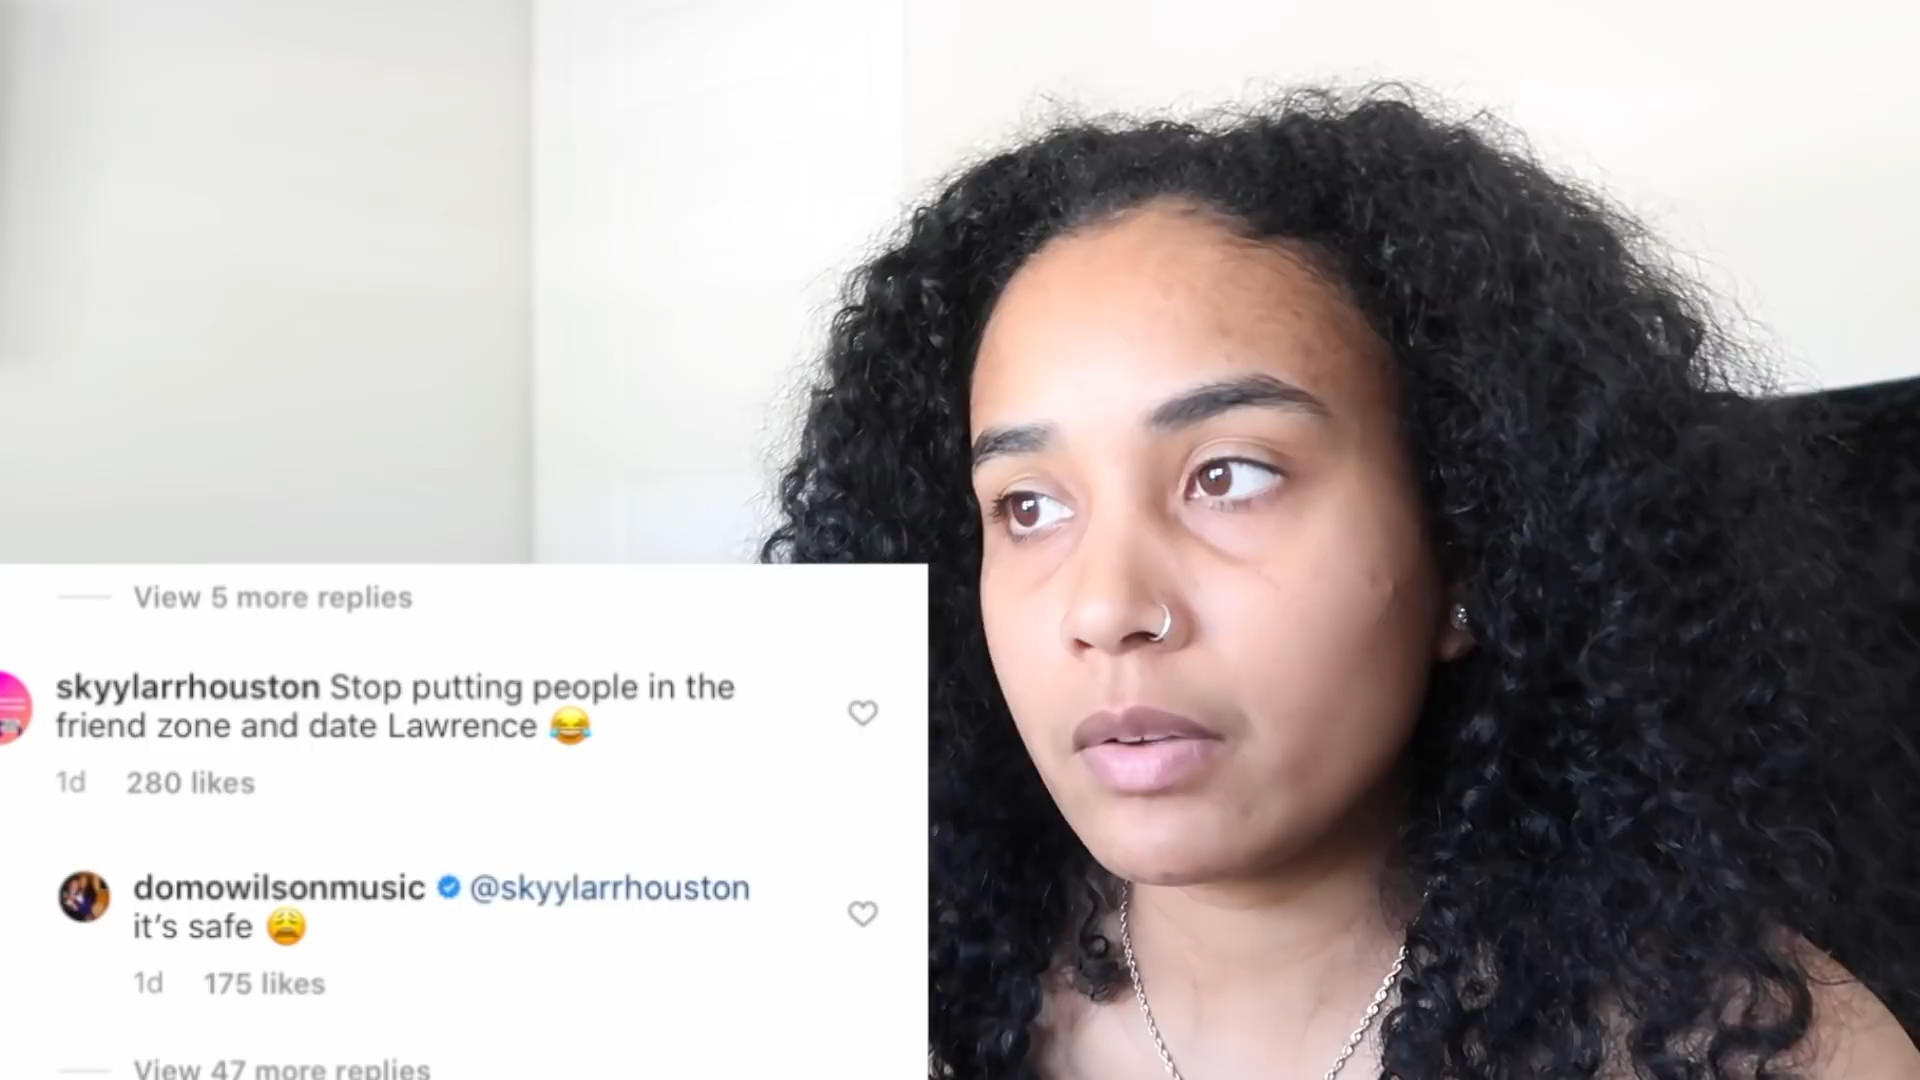 View 5 more replies
skyylarrhouston Stop putting people in the
friend zone and date Lawrence 😂
1d 280 likes
domowilsonmusic @skyylarrhouston
it's safe 😩
1d 175 likes
View 47 more replies